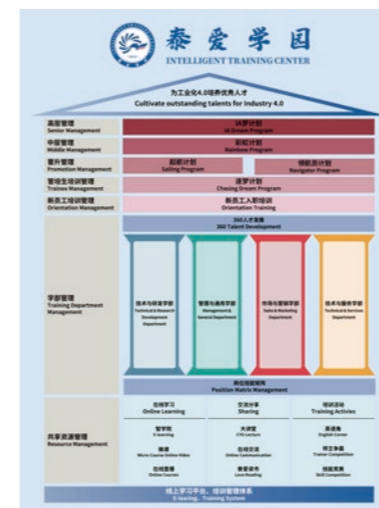 泰爱学园
INTELLIGENT TRAINING CENTER
为工业化4.0培养优秀人才
Cultivate outstanding talents for Industry 4.0
高层管理
Senior Management
IA Dream Program
中层管理
Middle Management
彩虹计划
Rainbow Program
晋升管理
Promotion Management
起航计划
Sailing Program
领航员计划
Navigator Program
管培生培训管理
Trainee Management
逐梦计划
Chasing Dream Program
新员工培训管理
Orientation Management
新员工入职培训
Orientation Training
360人才发展
360 Talent Development
学部管理
Training Department
Management
技术与研发学部
Technical & Research
Development
Department
管理与通用学部
Management &
General Department
市场与营销学部
Sales & Marketing
Department
技术与服务学部
Technical & Services
Department
岗位技能矩阵
Position Matrix Management
共享资源管理
Resource Management
在线学习
Online Learning
交流分享
Sharing
培训活动
Training Activies
智学院
E-learning
大讲堂
CTG Lecture
英语角
English Corner
微课
Micro-Course Online Video
在线交流
Online Communication
师王争霸
Trainer Competition
在线直播
Online Courses
泰爱读书
Love Reading
技能竞赛
Skill Competition
线上学习平台、培训管理体系
E-learing、Training System